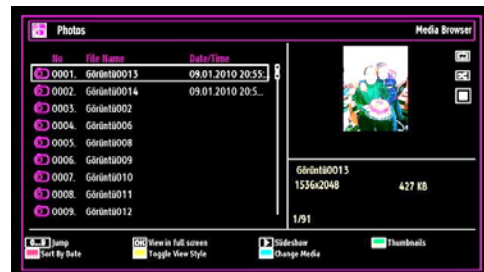 Photos Media Browser
No File Name Date/Time
0001. Görüntü0013 09.01.2010 20:55:..
0002. Görüntü0014 09.01.2010 20:5...
0003. Görüntü002
0004. Görüntü006
0005. Görüntü008
0006. Görüntü009
0007. Görüntü010
0008. Görüntü011
0009. Görüntü012
Görüntü0013
1536x2048 427 KB
1/91
0...9 Jump OK View in full screen Slideshow Thumbnails
Sort By Date Toggle View Style Change Media